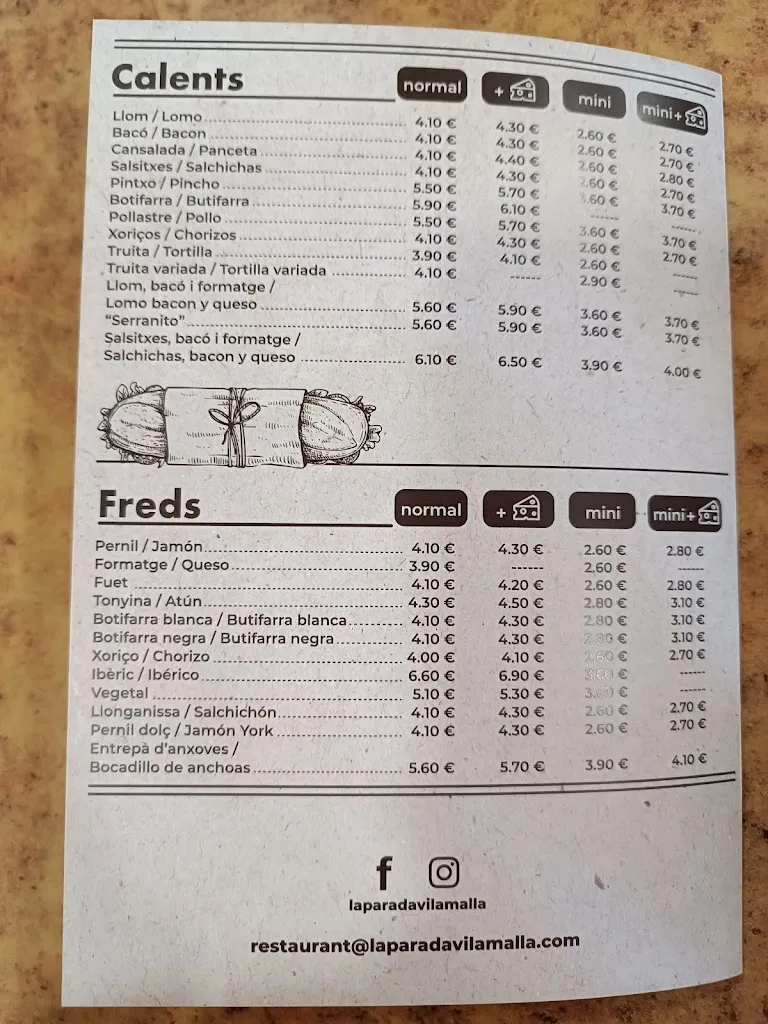 Calents normal + mini mini+
Llom / Lomo 4.10 € 4.30 € 2.60 € 2.70 €
Bacó / Bacon 4.10 € 4.30 € 2.60 € 2.70 €
Cansalada / Panceta 4.10 € 4.40 € 2.60 € 2.80 €
Salsitxes / Salchichas 4.10 € 4.30 € 2.60 € 2.70 €
Pintxo / Pincho 5.50 € 5.70 € 3.60 € 3.70 €
Botifarra / Butifarra 5.90 € 6.10 € ------ ------
Pollastre / Pollo 5.50 € 5.70 € 3.60 € 3.70 €
Xoriços / Chorizos 4.10 € 4.30 € 2.60 € 2.70 €
Truita / Tortilla 3.90 € 4.10 € 2.60 € ------
Truita variada / Tortilla variada 4.10 € ------ 2.90 € ------
Llom, bacó i formatge /
Lomo bacon y queso 5.60 € 5.90 € 3.60 € 3.70 €
“Serranito” 5.60 € 5.90 € 3.60 € 3.70 €
Salsitxes, bacó i formatge /
Salchichas, bacon y queso 6.10 € 6.50 € 3.90 € 4.00 €
Freds normal + mini mini+
Pernil / Jamón 4.10 € 4.30 € 2.60 € 2.80 €
Formatge / Queso 3.90 € ------ 2.60 € ------
Fuet 4.10 € 4.20 € 2.60 € 2.80 €
Tonyina / Atún 4.30 € 4.50 € 2.80 € 3.10 €
Botifarra blanca / Butifarra blanca 4.10 € 4.30 € 2.80 € 3.10 €
Botifarra negra / Butifarra negra 4.10 € 4.30 € 2.80 € 3.10 €
Xoriço / Chorizo 4.00 € 4.10 € 2.60 € 2.70 €
Ibèric / Ibérico 6.60 € 6.90 € € ------
Vegetal 5.10 € 5.30 € € ------
Llonganissa / Salchichón 4.10 € 4.30 € 2.60 € 2.70 €
Pernil dolç / Jamón York 4.10 € 4.30 € 2.60 € 2.70 €
Entrepà d’anxoves /
Bocadillo de anchoas 5.60 € 5.70 € 3.90 € 4.10 €
laparadavilamalla
restaurant@laparadavilamalla.com